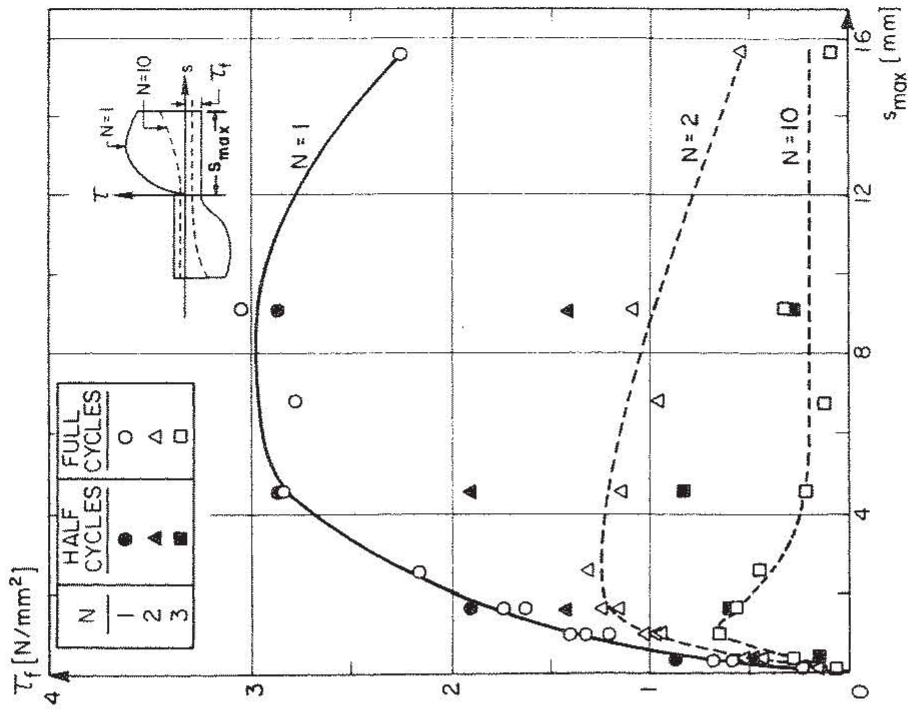 τf [N/mm²]
N HALF CYCLES FULL CYCLES
1
2
3
τ
N=1
N=10
s
τf
smax
N = 1
N = 2
N=10
4
3
2
1
0
0
4
8
12
16
smax [mm]